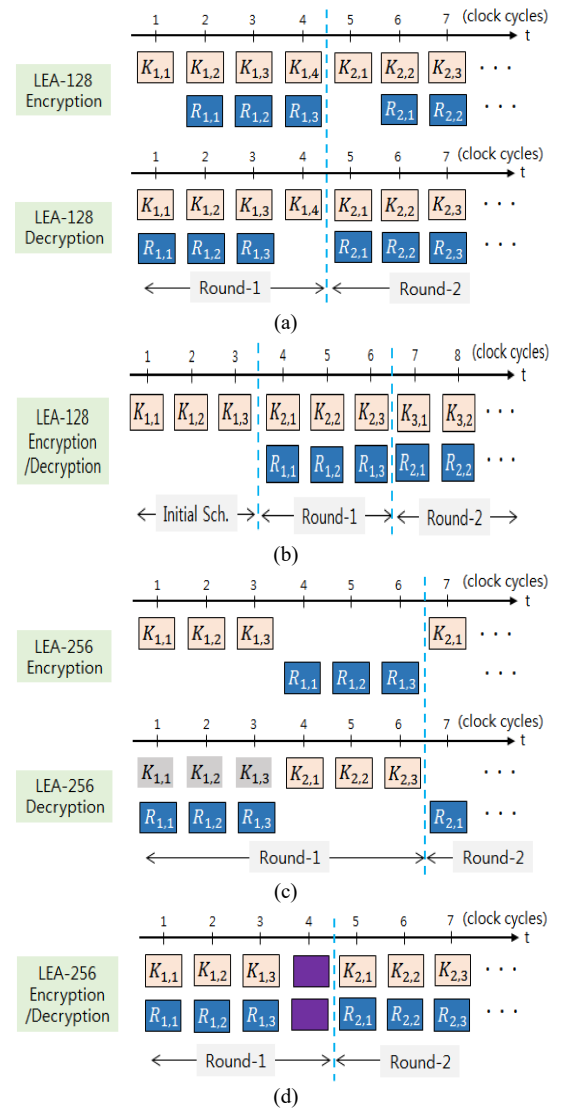 1 2 3 4 5 6 7 (clock cycles)
t
LEA-128
Encryption
K1,1 K1,2 K1,3 K1,4 K2,1 K2,2 K2,3 · · ·
R1,1 R1,2 R1,3 R2,1 R2,2 · · ·
1 2 3 4 5 6 7 (clock cycles)
t
LEA-128
Decryption
K1,1 K1,2 K1,3 K1,4 K2,1 K2,2 K2,3 · · ·
R1,1 R1,2 R1,3 R2,1 R2,2 R2,3 · · ·
Round-1 Round-2
(a)
1 2 3 4 5 6 7 8 (clock cycles)
t
LEA-128
Encryption
/Decryption
K1,1 K1,2 K1,3 K2,1 K2,2 K2,3 K3,1 K3,2 · · ·
R1,1 R1,2 R1,3 R2,1 R2,2 · · ·
Initial Sch. Round-1 Round-2
(b)
1 2 3 4 5 6 7 (clock cycles)
t
LEA-256
Encryption
K1,1 K1,2 K1,3 K2,1 · · ·
R1,1 R1,2 R1,3 · · ·
1 2 3 4 5 6 7 (clock cycles)
t
LEA-256
Decryption
K1,1 K1,2 K1,3 K2,1 K2,2 K2,3 · · ·
R1,1 R1,2 R1,3 R2,1 · · ·
Round-1 Round-2
(c)
1 2 3 4 5 6 7 (clock cycles)
t
LEA-256
Encryption
/Decryption
K1,1 K1,2 K1,3 K2,1 K2,2 K2,3 · · ·
R1,1 R1,2 R1,3 R2,1 R2,2 R2,3 · · ·
Round-1 Round-2
(d)